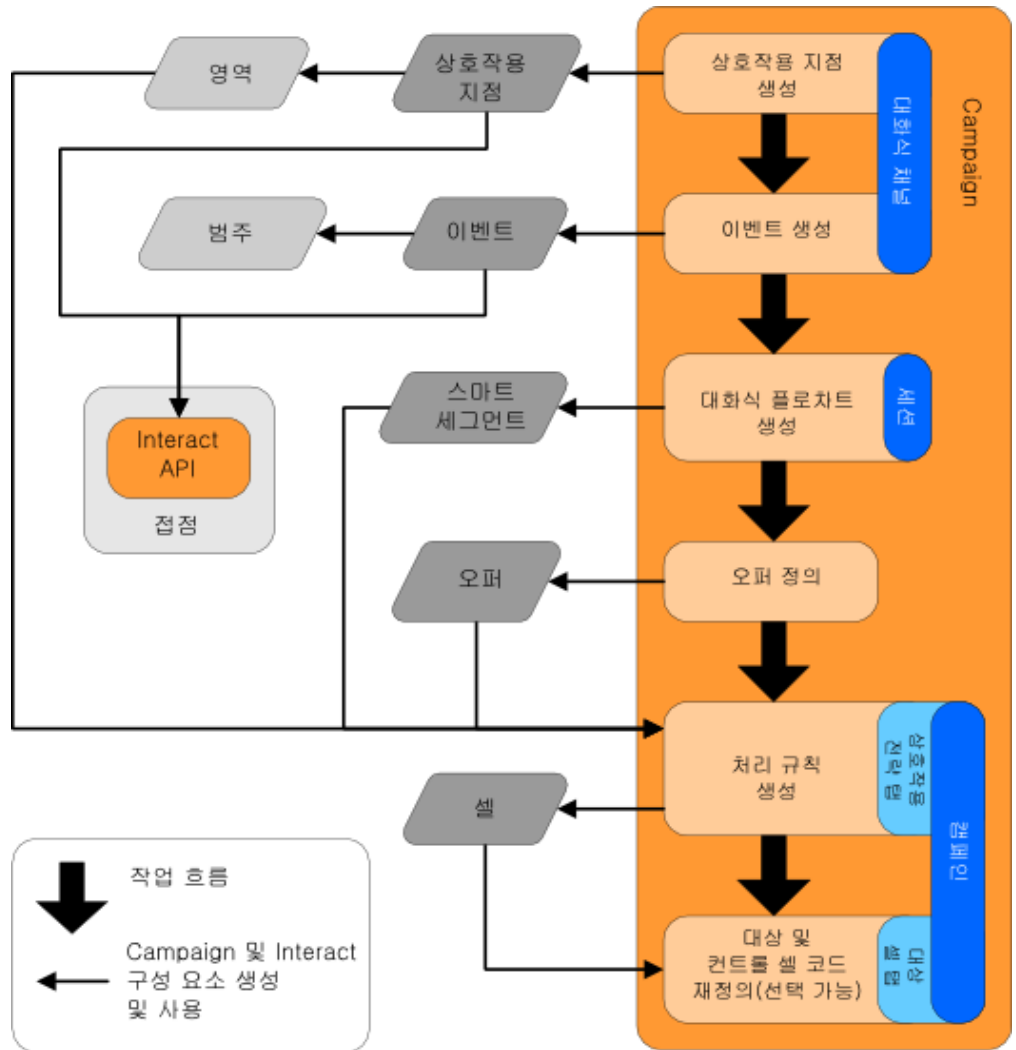 영역
상호작용
지점
상호작용 지점
생성
대화식 채널
Campaign
범주
이벤트
이벤트 생성
스마트
세그먼트
대화식 플로차트
생성
세션
Interact
API
접점
오퍼
오퍼 정의
처리 규칙
생성
상호작용
전략 탭
캠페인
셀
대상 및
컨트롤 셀 코드
재정의(선택 가능)
대상
셀 탭
작업 흐름
Campaign 및 Interact
구성 요소 생성
및 사용